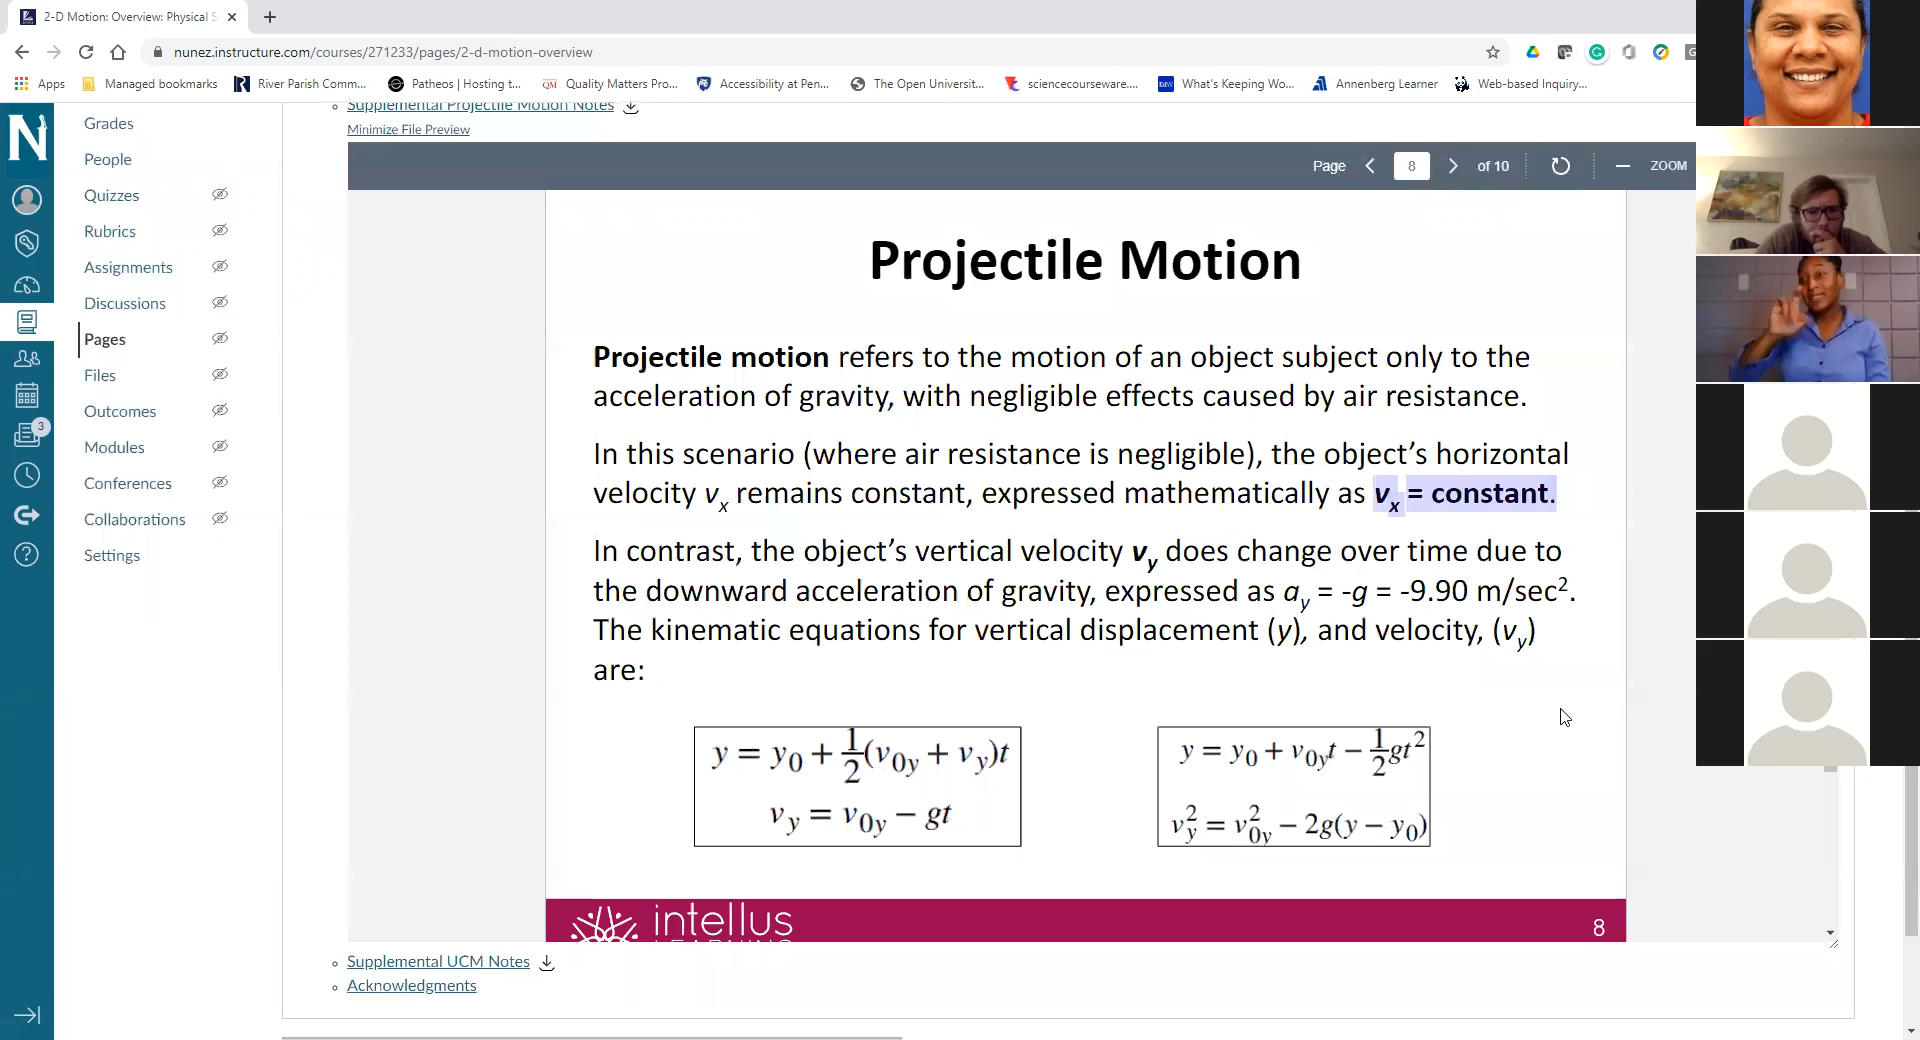 2-D Motion: Overview: Physical S
nunez.instructure.com/courses/271233/pages/2-d-motion-overview
Apps Managed bookmarks River Parish Comm... Patheos | Hosting t... Quality Matters Pro... Accessibility at Pen... The Open Universit... sciencecourseware.... What's Keeping Wo... Annenberg Learner Web-based Inquiry...
N
Grades
People
Quizzes
Rubrics
Assignments
Discussions
Pages
Files
Outcomes
Modules
Conferences
Collaborations
Settings
3
Supplemental Projectile Motion Notes
Minimize File Preview
Page 8 of 10 ZOOM
Projectile Motion
Projectile motion refers to the motion of an object subject only to the
acceleration of gravity, with negligible effects caused by air resistance.
In this scenario (where air resistance is negligible), the object’s horizontal
velocity vₓ remains constant, expressed mathematically as vₓ = constant.
In contrast, the object’s vertical velocity v_y does change over time due to
the downward acceleration of gravity, expressed as a_y = -g = -9.90 m/sec².
The kinematic equations for vertical displacement (y), and velocity, (v_y)
are:
y = y₀ + 1/2(v₀y + v_y)t
v_y = v₀y − gt
y = y₀ + v₀yt − 1/2gt²
v_y² = v₀y² − 2g(y − y₀)
intellus
LEARNING
8
Supplemental UCM Notes
Acknowledgments